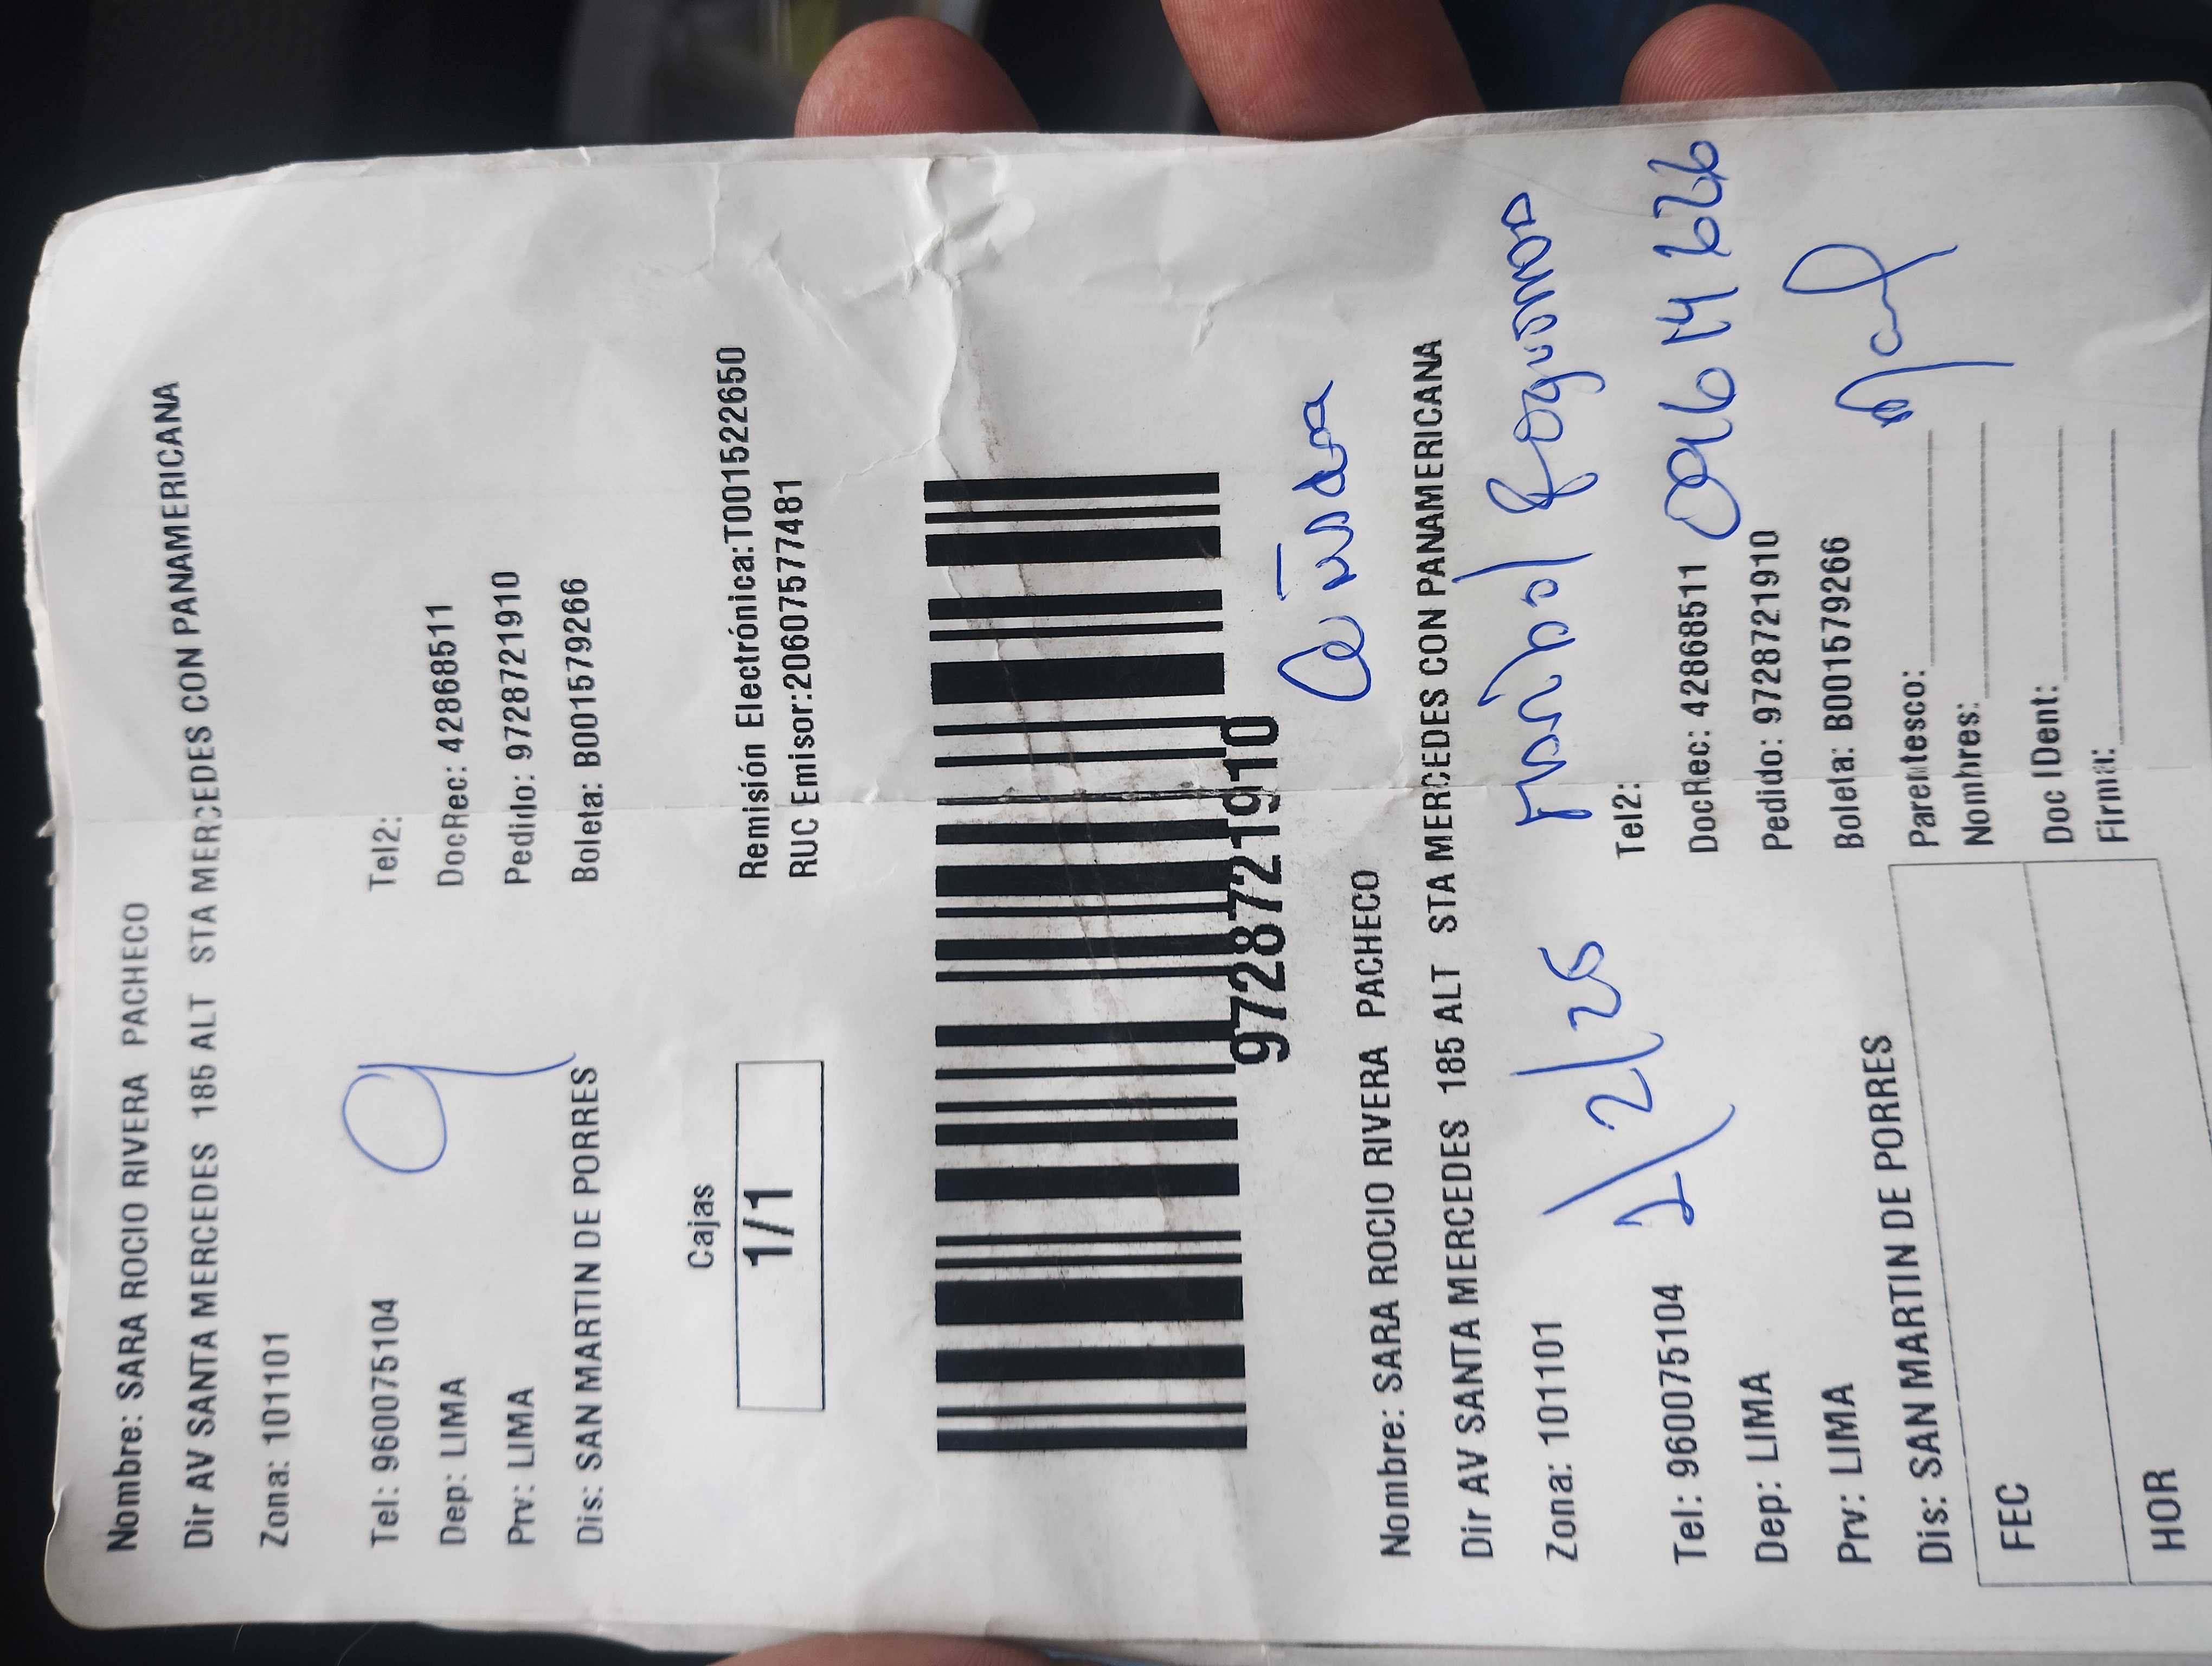 Nombre: SARA ROCIO RIVERA PACHECO
Dir AV SANTA MERCEDES 185 ALT STA MERCEDES CON PANAMERICANA
Zona: 101101
Tel: 960075104 Tel2:
Dep: LIMA DocRec: 42868511
Prv: LIMA Pedido: 9728721910
Dis: SAN MARTIN DE PORRES Boleta: B001579266
Cajas
1/1
Remisión Electrónica:T001522650
RUC Emisor:20607577481
9728721910
Nombre: SARA ROCIO RIVERA PACHECO
Dir AV SANTA MERCEDES 185 ALT STA MERCEDES CON PANAMERICANA
Zona: 101101
Tel: 960075104 Tel2:
Dep: LIMA DocRec: 42868511
Prv: LIMA Pedido: 9728721910
Dis: SAN MARTIN DE PORRES Boleta: B001579266
Parentesco:
FEC Nombres:
Doc IDent:
HOR Firma: